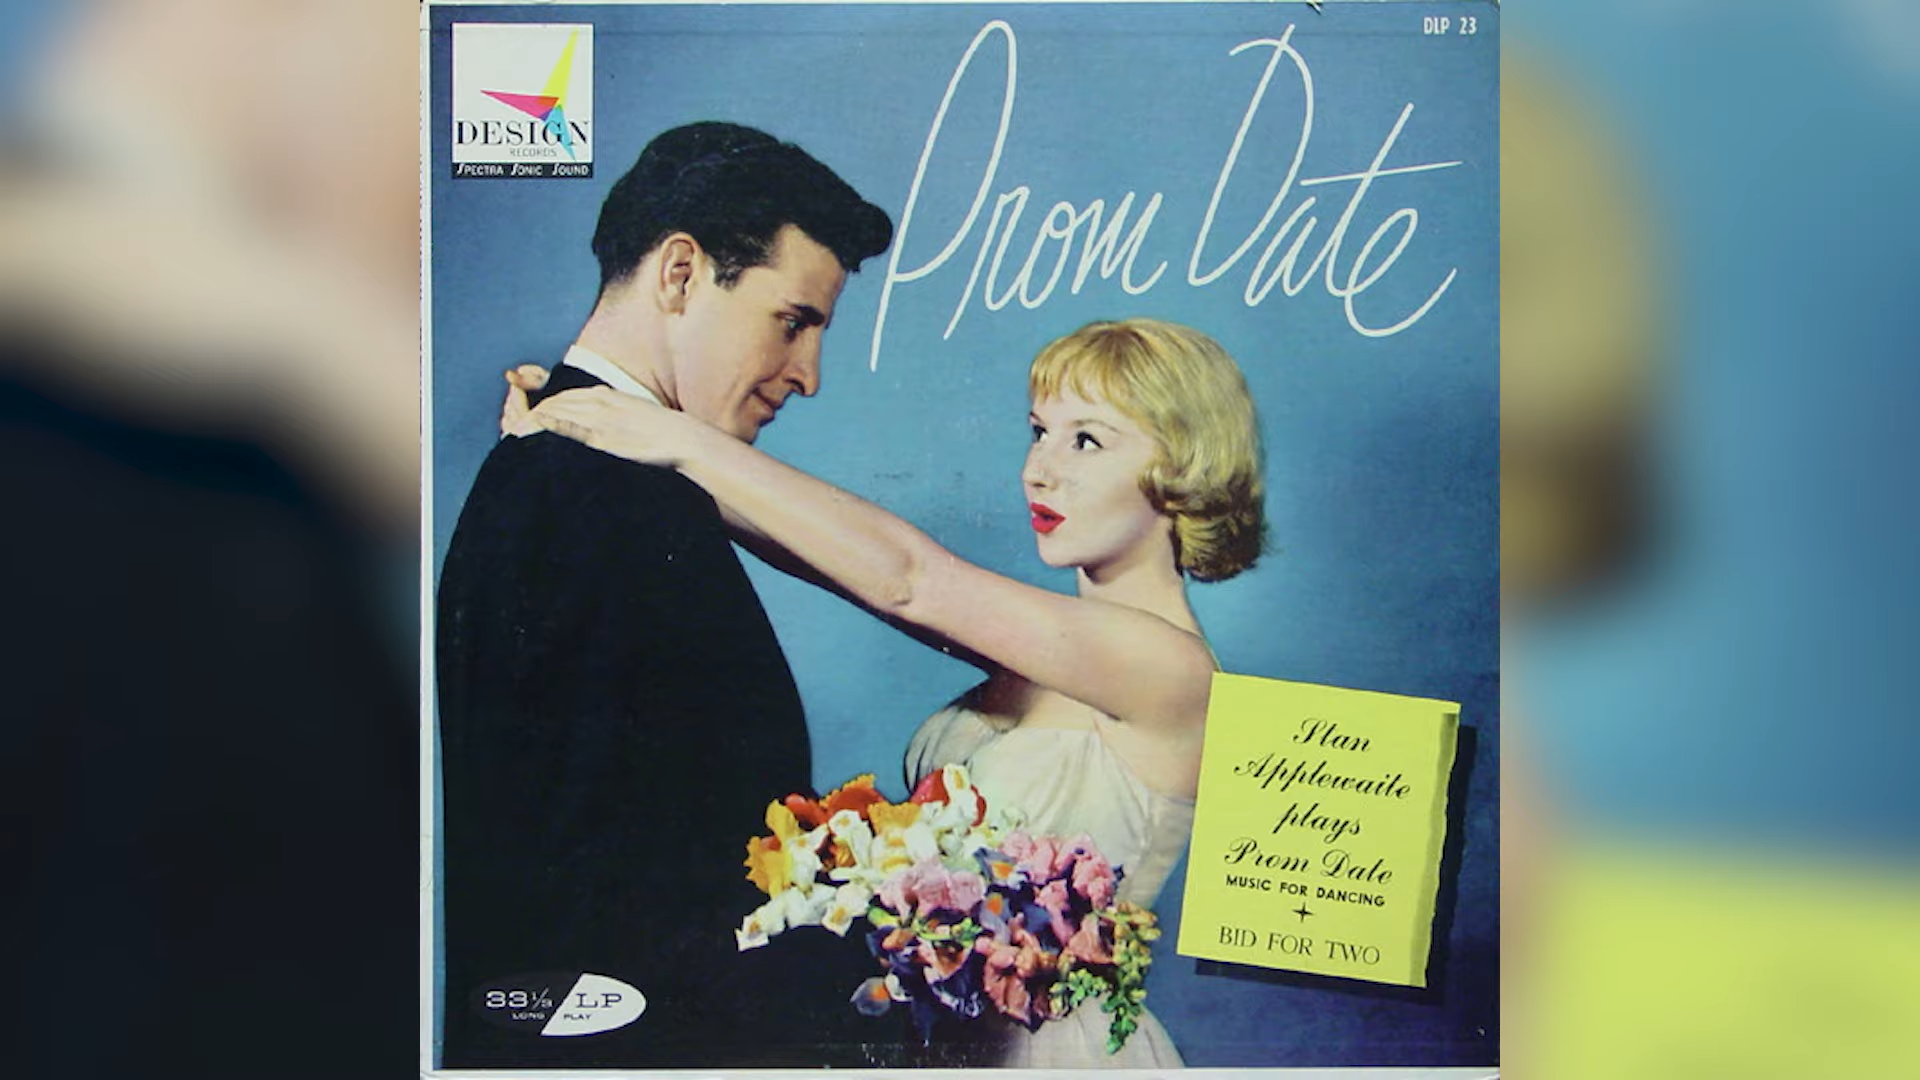 DESIGN
RECORDS
SPECTRA SONIC SOUND
DLP 23
Prom Date
Stan
Applewaite
plays
Prom Date
MUSIC FOR DANCING
BID FOR TWO
33⅓ LP
LONG PLAY